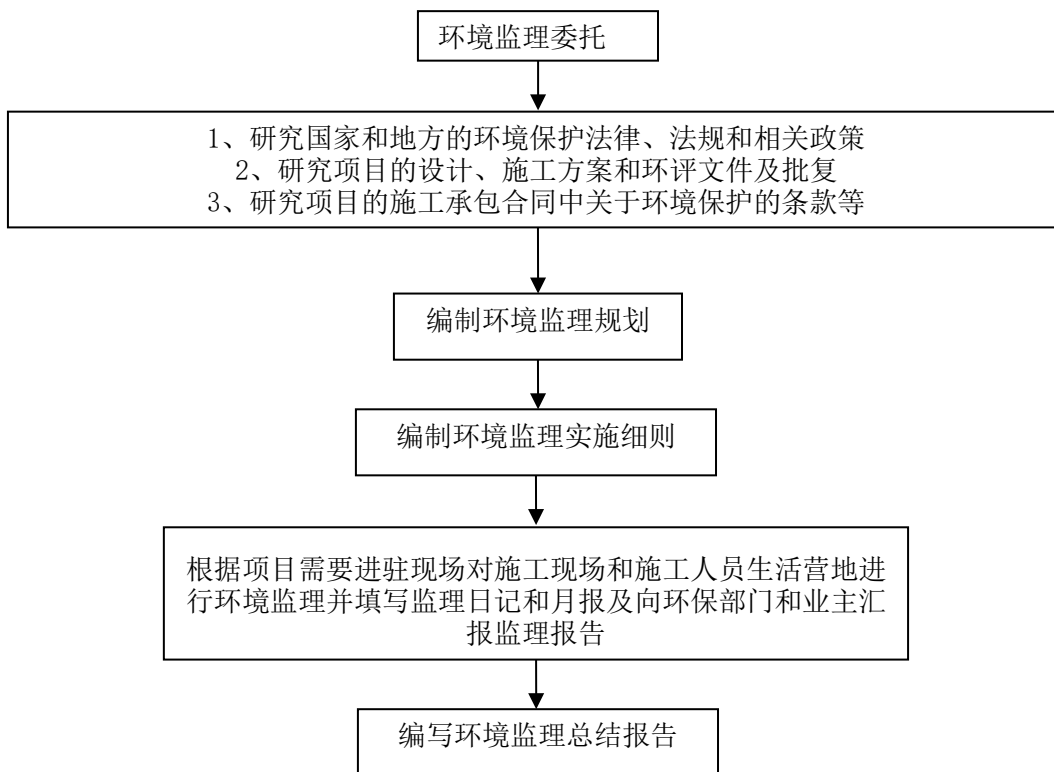 环境监理委托
1、研究国家和地方的环境保护法律、法规和相关政策
2、研究项目的设计、施工方案和环评文件及批复
3、研究项目的施工承包合同中关于环境保护的条款等
编制环境监理规划
编制环境监理实施细则
根据项目需要进驻现场对施工现场和施工人员生活营地进
行环境监理并填写监理日记和月报及向环保部门和业主汇
报监理报告
编写环境监理总结报告